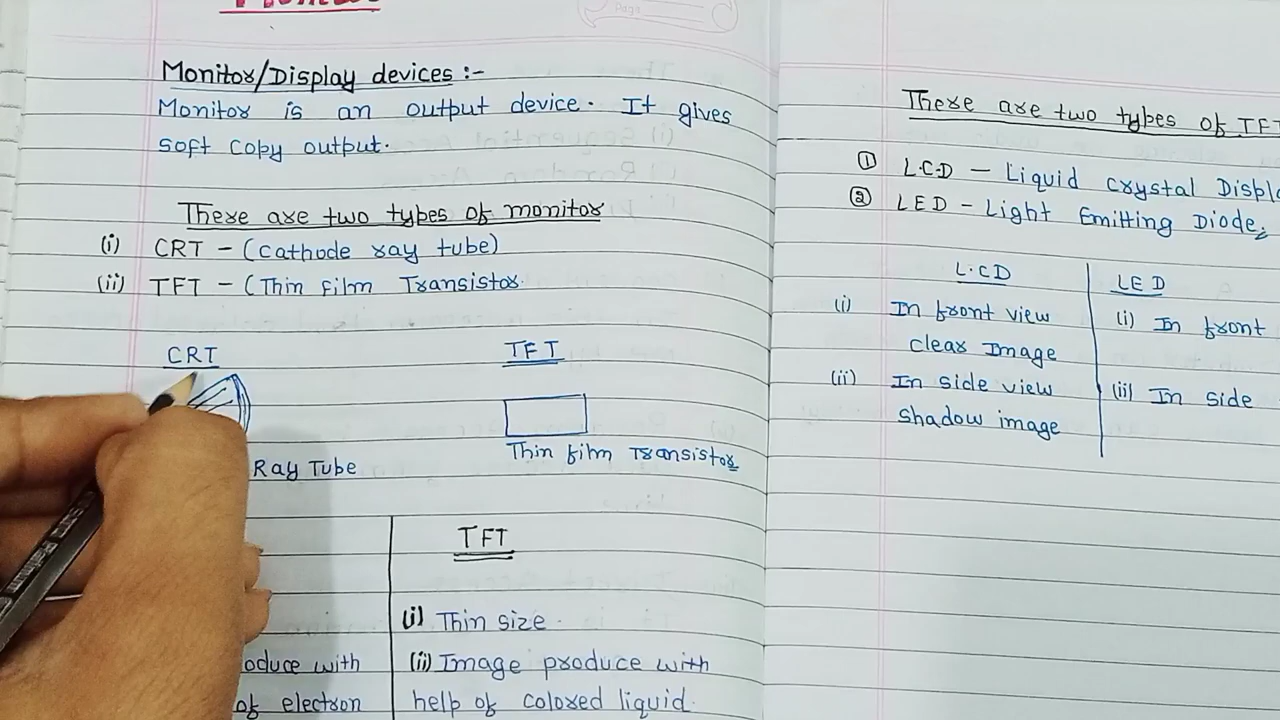 Monitor/Display devices :-
Monitor is an output device. It gives
soft copy output.
There are two types of monitor
(i) CRT - (Cathode ray tube)
(ii) TFT - (Thin Film Transistor.
CRT
TFT
Ray Tube
Thin film Transistor
TFT
(i) Thin size.
oduce with
(ii) Image produce with
of electron
help of colored liquid.
Page
There are two types of TFT
① L.C.D - Liquid crystal Displa
② LED - Light Emitting Diode,
L.CD
LED
(i) In front view
clear Image
(i) In front
(ii) In side view
shadow image
(ii) In side